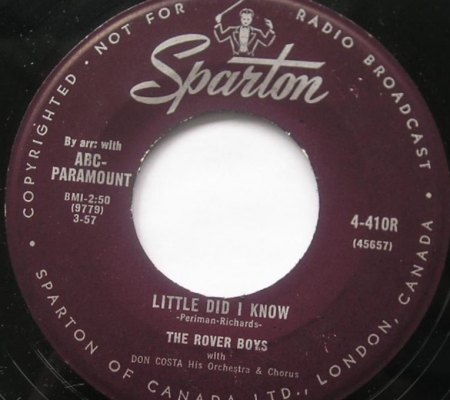 COPYRIGHTED · NOT FOR RADIO BROADCAST
Sparton
By arr: with
ABC-
PARAMOUNT
BMI-2:50
(9779)
3-57
4-410R
(45657)
LITTLE DID I KNOW
-Periman-Richards-
THE ROVER BOYS
with
DON COSTA His Orchestra & Chorus
SPARTON OF CANADA LTD., LONDON, CANADA